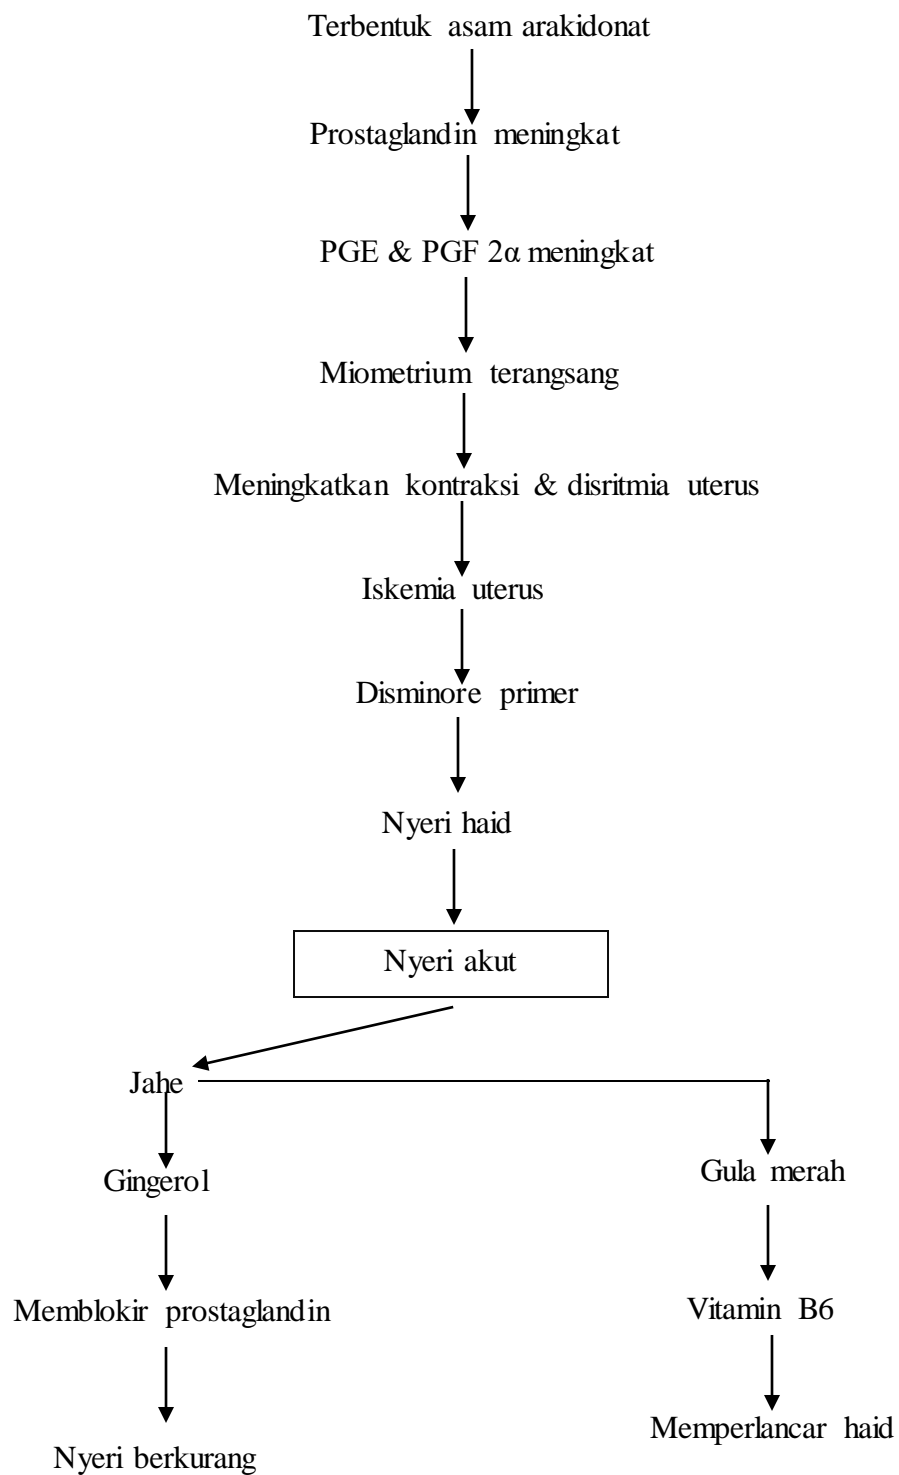 Terbentuk asam arakidonat
Prostaglandin meningkat
PGE & PGF 2α meningkat
Miometrium terangsang
Meningkatkan kontraksi & disritmia uterus
Iskemia uterus
Disminore primer
Nyeri haid
Nyeri akut
Jahe
Gingerol
Gula merah
Memblokir prostaglandin
Vitamin B6
Nyeri berkurang
Memperlancar haid